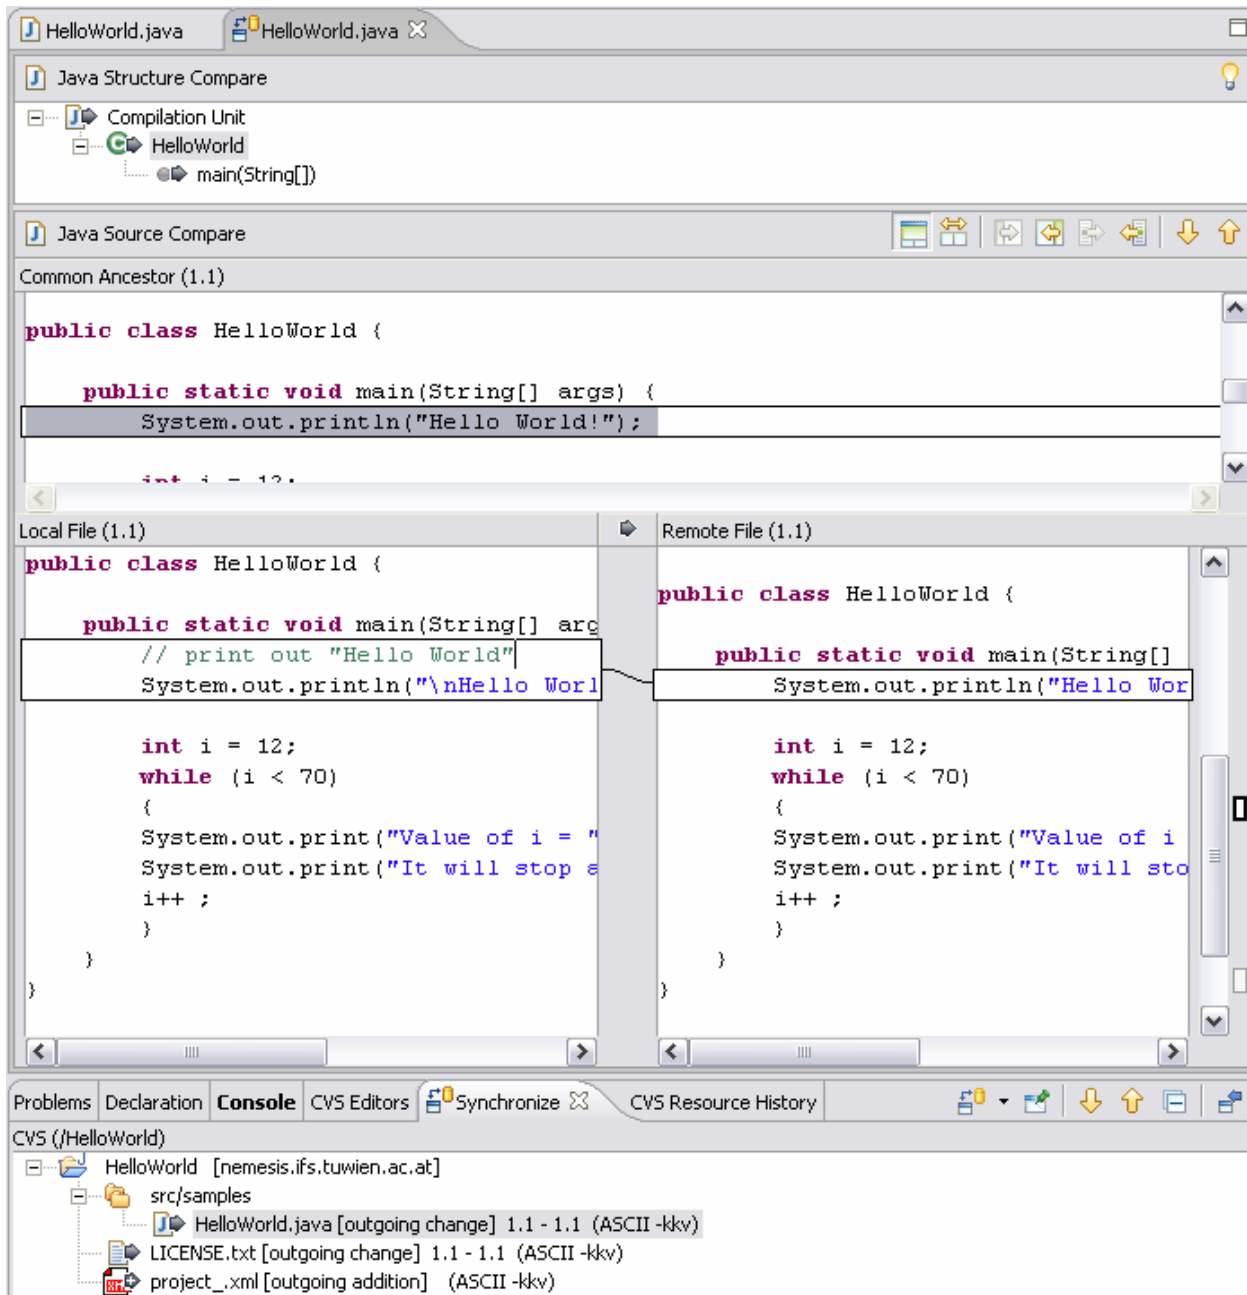 HelloWorld.java HelloWorld.java
Java Structure Compare
Compilation Unit
HelloWorld
main(String[])
Java Source Compare
Common Ancestor (1.1)
public class HelloWorld {
public static void main(String[] args) {
System.out.println("Hello World!");
int i = 12;
Local File (1.1)
public class HelloWorld {
public static void main(String[] arg
// print out "Hello World"
System.out.println("\nHello Worl
int i = 12;
while (i < 70)
{
System.out.print("Value of i = "
System.out.print("It will stop a
i++ ;
}
}
}
Remote File (1.1)
public class HelloWorld {
public static void main(String[]
System.out.println("Hello Wor
int i = 12;
while (i < 70)
{
System.out.print("Value of i
System.out.print("It will sto
i++ ;
}
}
}
Problems Declaration Console CVS Editors Synchronize CVS Resource History
CVS (/HelloWorld)
HelloWorld [nemesis.ifs.tuwien.ac.at]
src/samples
HelloWorld.java [outgoing change] 1.1 - 1.1 (ASCII -kkv)
LICENSE.txt [outgoing change] 1.1 - 1.1 (ASCII -kkv)
project_.xml [outgoing addition] (ASCII -kkv)